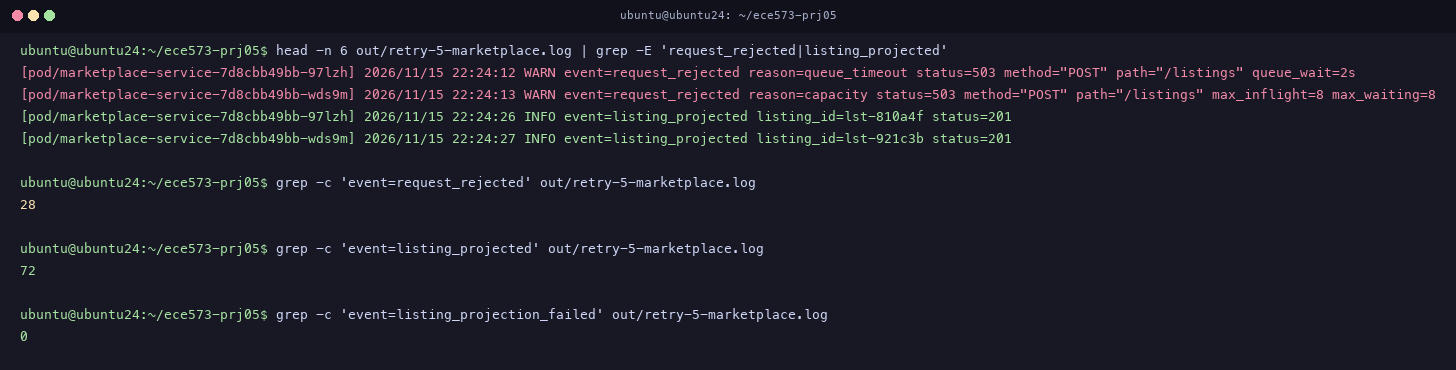 ubuntu@ubuntu24: ~/ece573-prj05
ubuntu@ubuntu24:~/ece573-prj05$ head -n 6 out/retry-5-marketplace.log | grep -E 'request_rejected|listing_projected'
[pod/marketplace-service-7d8cbb49bb-97lzh] 2026/11/15 22:24:12 WARN event=request_rejected reason=queue_timeout status=503 method="POST" path="/listings" queue_wait=2s
[pod/marketplace-service-7d8cbb49bb-wds9m] 2026/11/15 22:24:13 WARN event=request_rejected reason=capacity status=503 method="POST" path="/listings" max_inflight=8 max_waiting=8
[pod/marketplace-service-7d8cbb49bb-97lzh] 2026/11/15 22:24:26 INFO event=listing_projected listing_id=lst-810a4f status=201
[pod/marketplace-service-7d8cbb49bb-wds9m] 2026/11/15 22:24:27 INFO event=listing_projected listing_id=lst-921c3b status=201
ubuntu@ubuntu24:~/ece573-prj05$ grep -c 'event=request_rejected' out/retry-5-marketplace.log
28
ubuntu@ubuntu24:~/ece573-prj05$ grep -c 'event=listing_projected' out/retry-5-marketplace.log
72
ubuntu@ubuntu24:~/ece573-prj05$ grep -c 'event=listing_projection_failed' out/retry-5-marketplace.log
0